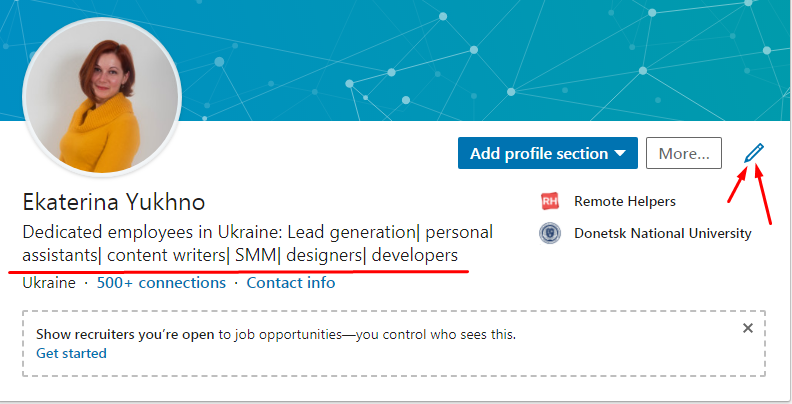 Add profile section
More...
Ekaterina Yukhno
RH Remote Helpers
Dedicated employees in Ukraine: Lead generation| personal
assistants| content writers| SMM| designers| developers
Donetsk National University
Ukraine · 500+ connections · Contact info
Show recruiters you’re open to job opportunities—you control who sees this.
Get started